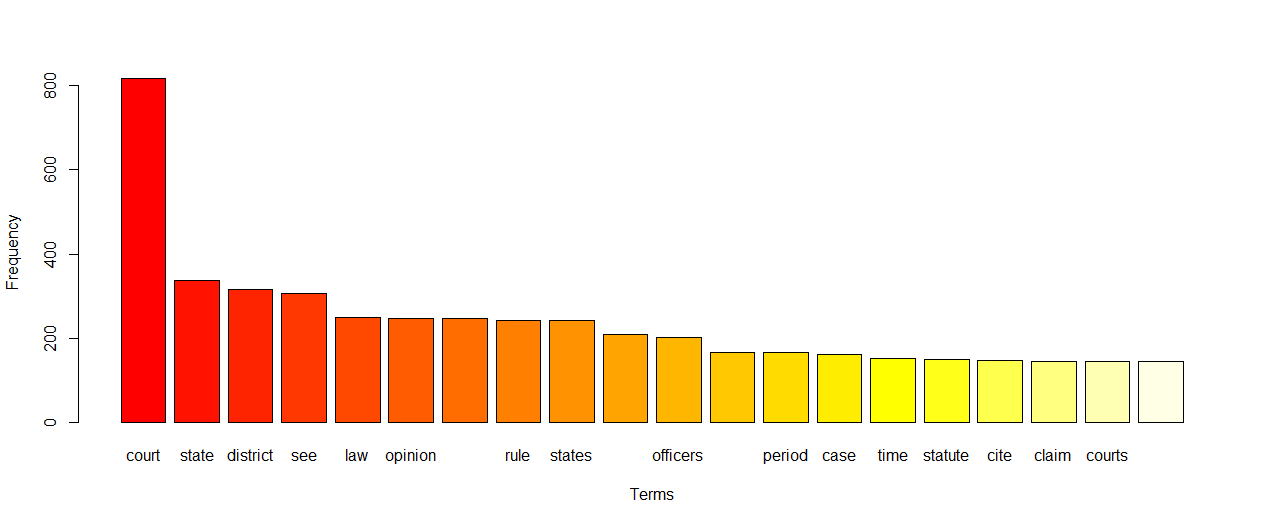 800
600
400
200
0
Frequency
court state district see law opinion rule states officers period case time statute cite claim courts
Terms